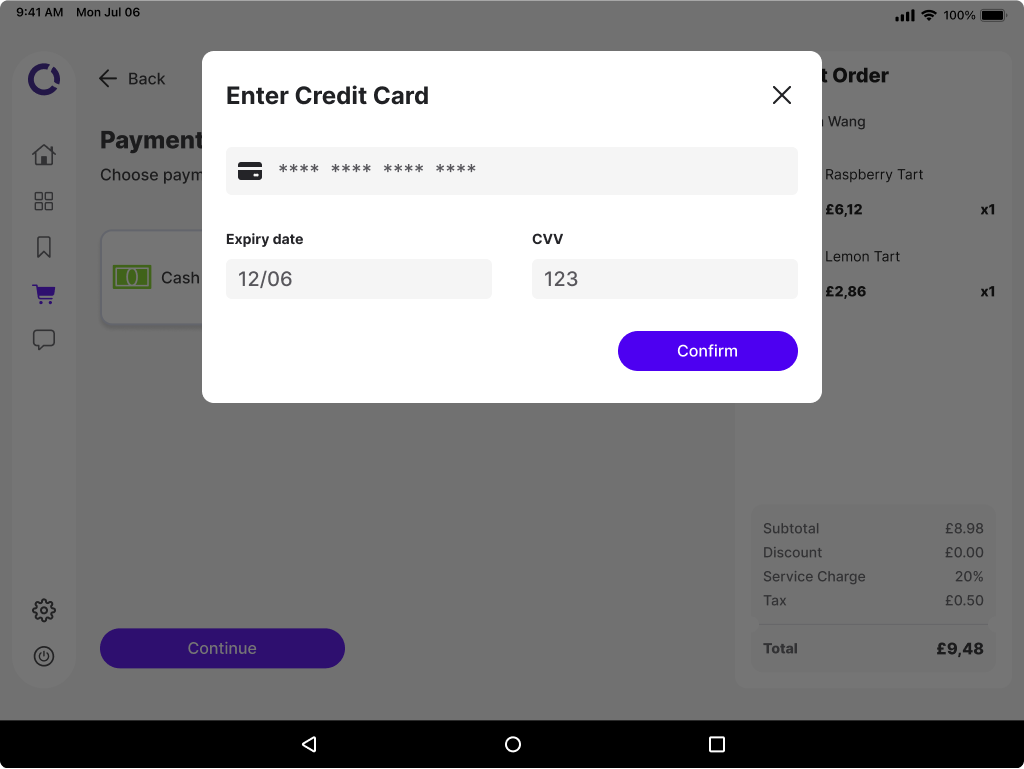 9:41 AM Mon Jul 06
100%
Back
Enter Credit Card
t Order
Payment
Choose paym
Wang
**** **** **** ****
Raspberry Tart
£6,12 x1
Expiry date CVV
12/06 123
Cash
Lemon Tart
£2,86 x1
Confirm
Subtotal £8.98
Discount £0.00
Service Charge 20%
Tax £0.50
Total £9,48
Continue